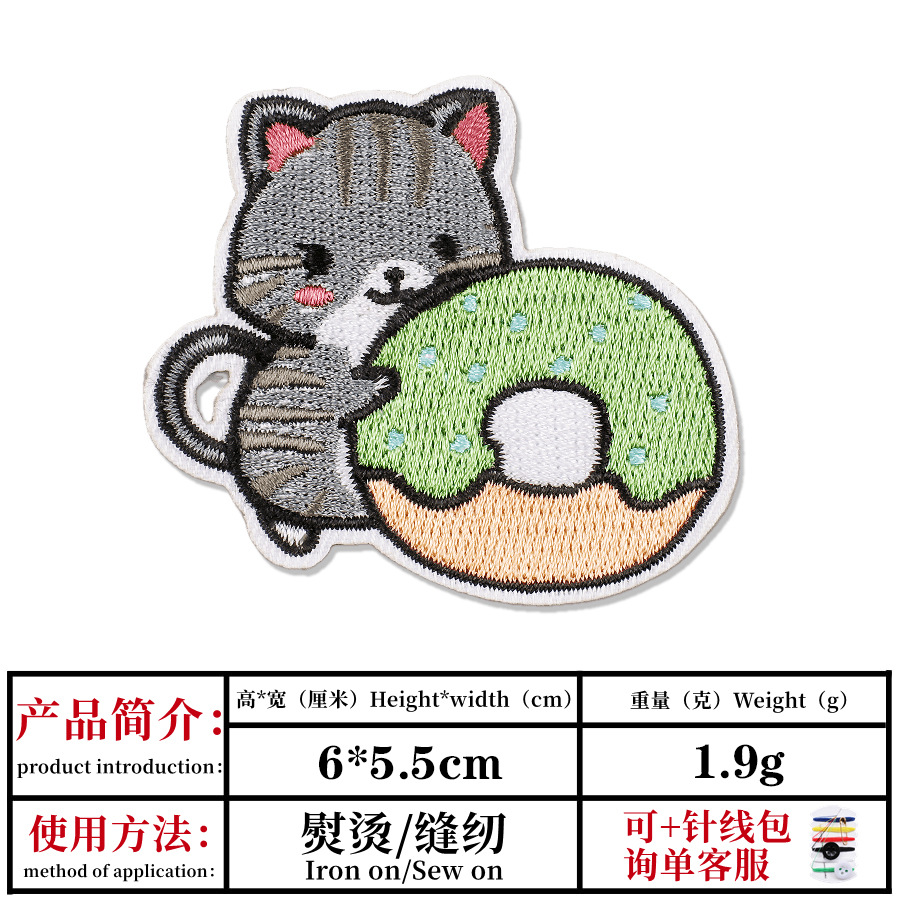 产品简介：
product introduction：
高*宽（厘米）Height*width（cm）
重量（克）Weight（g）
6*5.5cm
1.9g
使用方法：
method of application：
熨烫/缝纫
Iron on/Sew on
可+针线包
询单客服